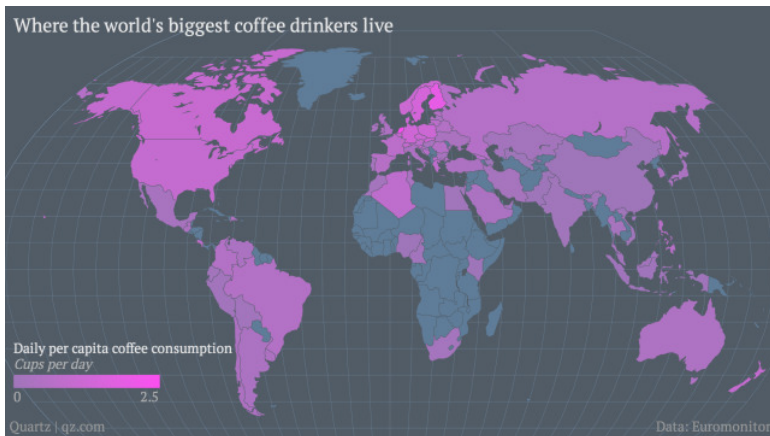 Where the world's biggest coffee drinkers live
Daily per capita coffee consumption
Cups per day
0 2.5
Quartz | qz.com Data: Euromonitor